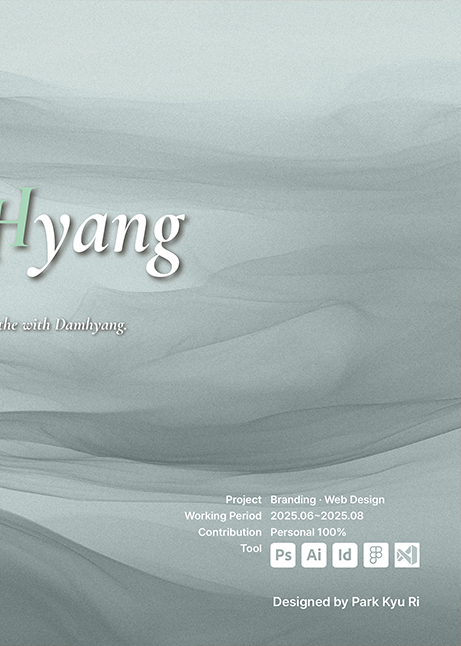 Hyang
the with Damhyang.
Project Branding · Web Design
Working Period 2025.06~2025.08
Contribution Personal 100%
Tool Ps Ai Id
Designed by Park Kyu Ri